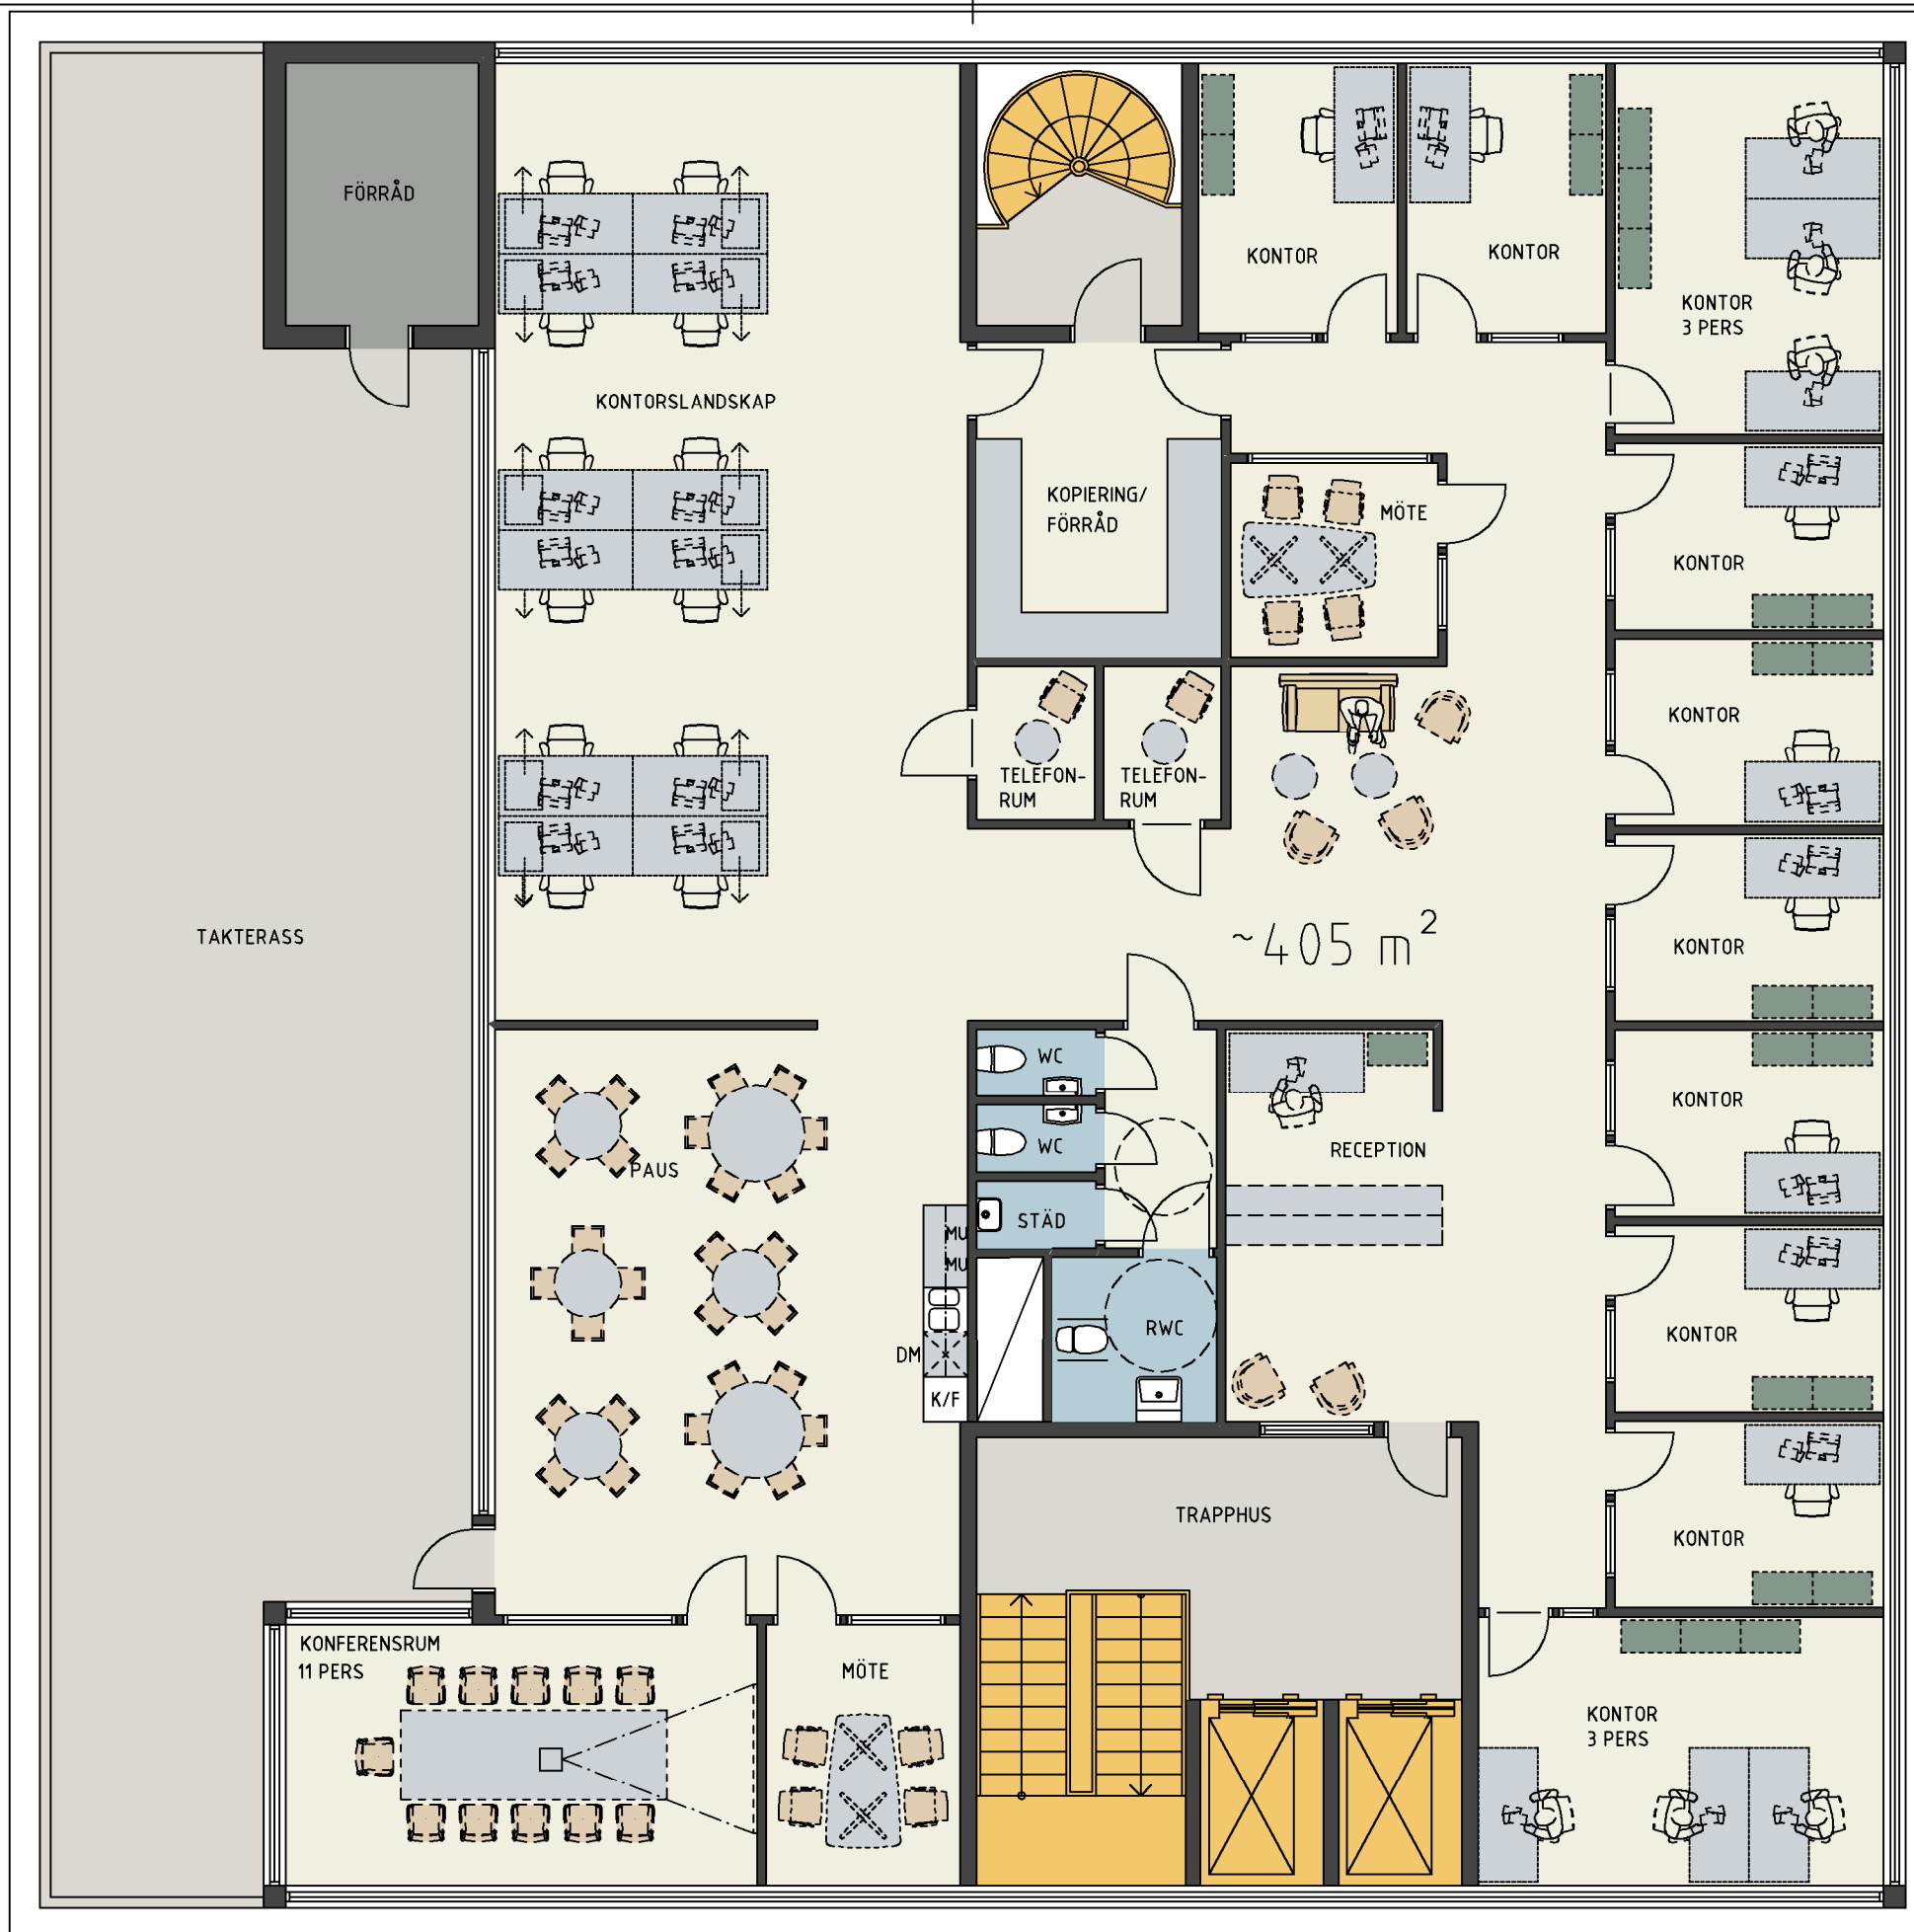 FÖRRÅD
KONTOR
KONTOR
KONTOR
3 PERS
KONTORSLANDSKAP
KOPIERING/
FÖRRÅD
MÖTE
KONTOR
KONTOR
TELEFON-
RUM
TELEFON-
RUM
TAKTERASS
~405 m²
KONTOR
WC
WC
STÄD
RWC
RECEPTION
KONTOR
PAUS
MU
MU
DM
K/F
KONTOR
TRAPPHUS
KONTOR
KONFERENSRUM
11 PERS
MÖTE
KONTOR
3 PERS